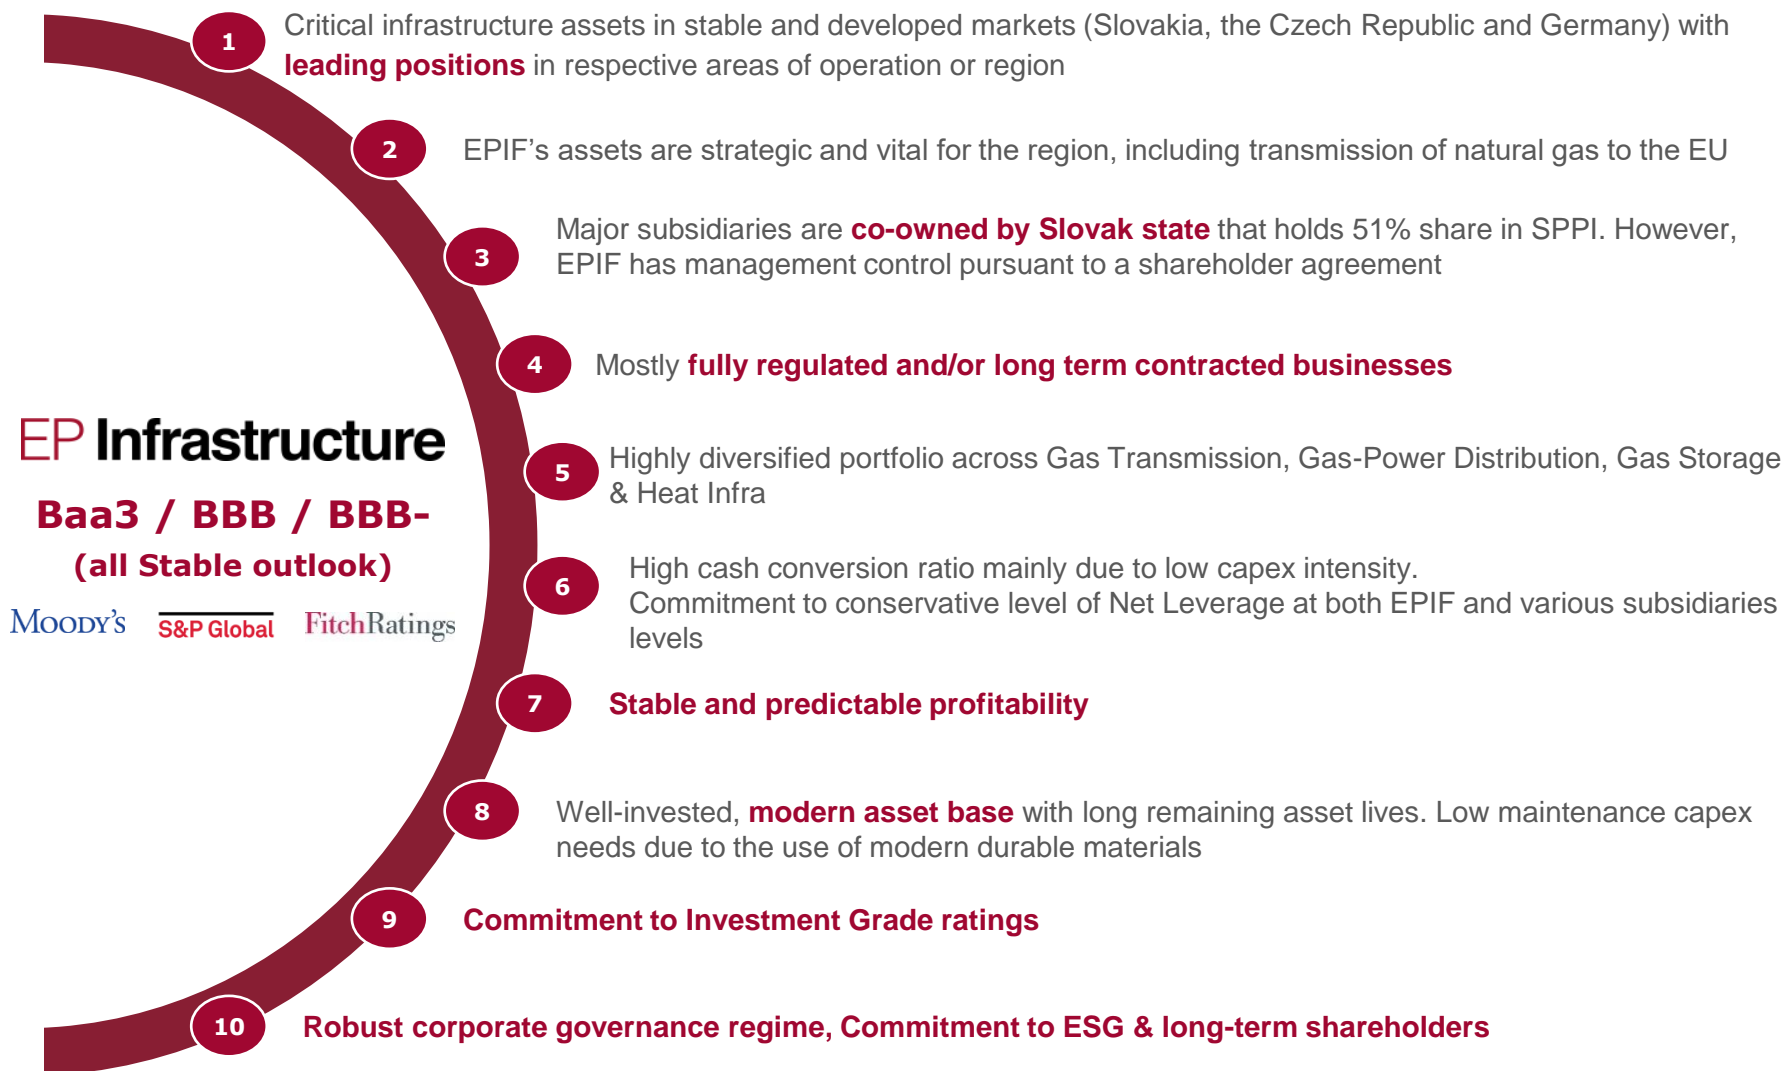 1
Critical infrastructure assets in stable and developed markets (Slovakia, the Czech Republic and Germany) with
leading positions in respective areas of operation or region
2
EPIF’s assets are strategic and vital for the region, including transmission of natural gas to the EU
3
Major subsidiaries are co-owned by Slovak state that holds 51% share in SPPI. However,
EPIF has management control pursuant to a shareholder agreement
4
Mostly fully regulated and/or long term contracted businesses
EP Infrastructure
Baa3 / BBB / BBB-
(all Stable outlook)
MOODY’S S&P Global FitchRatings
5
Highly diversified portfolio across Gas Transmission, Gas-Power Distribution, Gas Storage
& Heat Infra
6
High cash conversion ratio mainly due to low capex intensity.
Commitment to conservative level of Net Leverage at both EPIF and various subsidiaries
levels
7
Stable and predictable profitability
8
Well-invested, modern asset base with long remaining asset lives. Low maintenance capex
needs due to the use of modern durable materials
9
Commitment to Investment Grade ratings
10
Robust corporate governance regime, Commitment to ESG & long-term shareholders